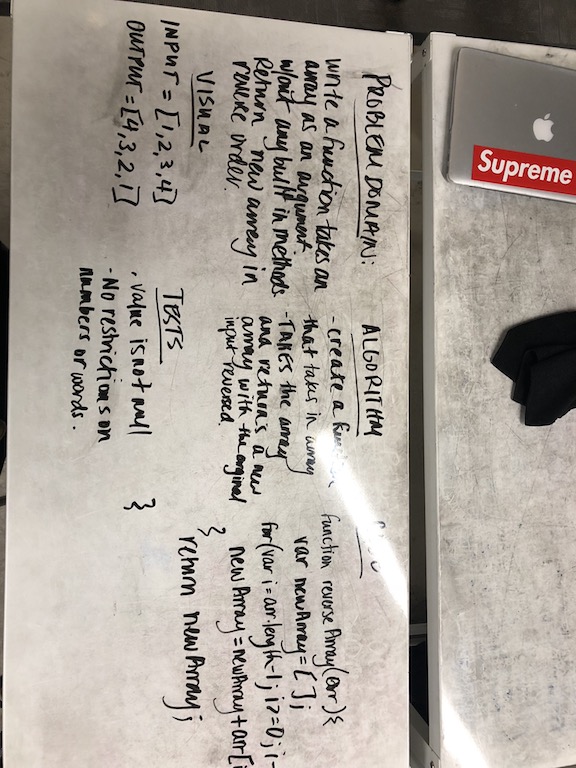 PROBLEM DOMAIN:
write a function takes an
array as an argument
w/out any built in methods
Return new array in
reverse order.
VISUAL
INPUT = [1,2,3,4]
OUTPUT = [4,3,2,1]
ALGORITHM
- create a
that takes in array
- Takes the array
and returns a new
array with the original
input reversed.
TESTS
. value is not null
- No restrictions on
numbers or words.
function reverse Array(arr){
var newArray = [];
for(var i = arr.length-1; i>=0; i-
newArray = newArray + arr[i
}
return newArray;
}
Supreme